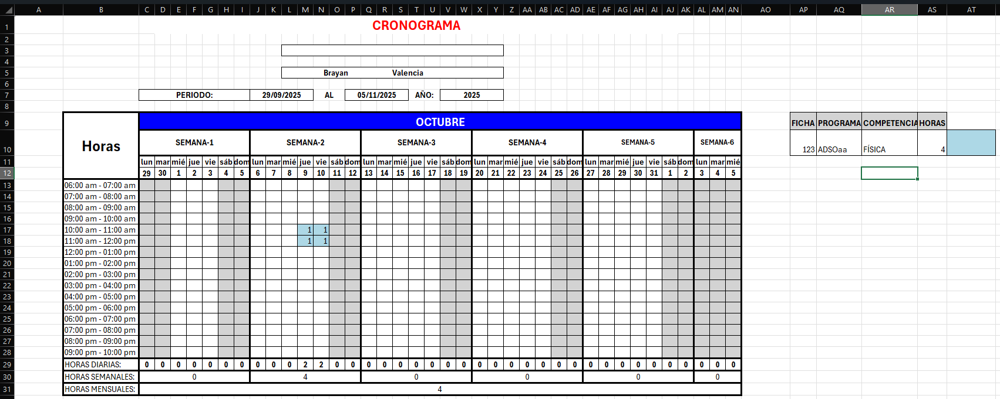 A B C D E F G H I J K L M N O P Q R S T U V W X Y Z AA AB AC AD AE AF AG AH AI AJ AK AL AM AN AO AP AQ AR AS AT
1 CRONOGRAMA
2
3
4
5 Brayan Valencia
6
7 PERIODO: 29/09/2025 AL 05/11/2025 AÑO: 2025
8
9 Horas OCTUBRE FICHA PROGRAMA COMPETENCIA HORAS
10 SEMANA-1 SEMANA-2 SEMANA-3 SEMANA-4 SEMANA-5 SEMANA-6 123 ADSOaa FÍSICA 4
11 lun mar mié jue vie sáb dom lun mar mié jue vie sáb dom lun mar mié jue vie sáb dom lun mar mié jue vie sáb dom lun mar mié jue vie sáb dom lun mar mié
12 29 30 1 2 3 4 5 6 7 8 9 10 11 12 13 14 15 16 17 18 19 20 21 22 23 24 25 26 27 28 29 30 31 1 2 3 4 5
13 06:00 am - 07:00 am
14 07:00 am - 08:00 am
15 08:00 am - 09:00 am
16 09:00 am - 10:00 am
17 10:00 am - 11:00 am 1 1
18 11:00 am - 12:00 pm 1 1
19 12:00 pm - 01:00 pm
20 01:00 pm - 02:00 pm
21 02:00 pm - 03:00 pm
22 03:00 pm - 04:00 pm
23 04:00 pm - 05:00 pm
24 05:00 pm - 06:00 pm
25 06:00 pm - 07:00 pm
26 07:00 pm - 08:00 pm
27 08:00 pm - 09:00 pm
28 09:00 pm - 10:00 pm
29 HORAS DIARIAS: 0 0 0 0 0 0 0 0 0 0 2 2 0 0 0 0 0 0 0 0 0 0 0 0 0 0 0 0 0 0 0 0 0 0 0 0 0 0
30 HORAS SEMANALES: 0 4 0 0 0 0
31 HORAS MENSUALES: 4